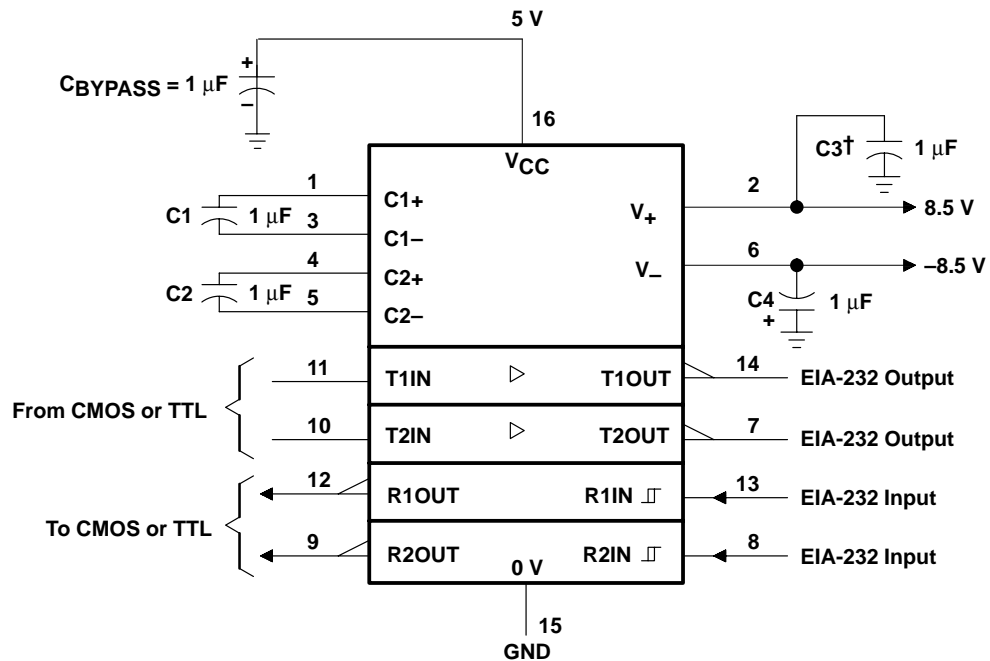 5 V
CBYPASS = 1 μF
+
–
16
VCC
C3† 1 μF
1
C1+
2
V+
8.5 V
C1 1 μF
3
C1–
4
C2+
6
V–
–8.5 V
C2 1 μF
5
C2–
C4 1 μF
+
11
T1IN
T1OUT
14
EIA-232 Output
From CMOS or TTL
10
T2IN
T2OUT
7
EIA-232 Output
12
R1OUT
R1IN
13
EIA-232 Input
To CMOS or TTL
9
R2OUT
R2IN
8
EIA-232 Input
0 V
15
GND